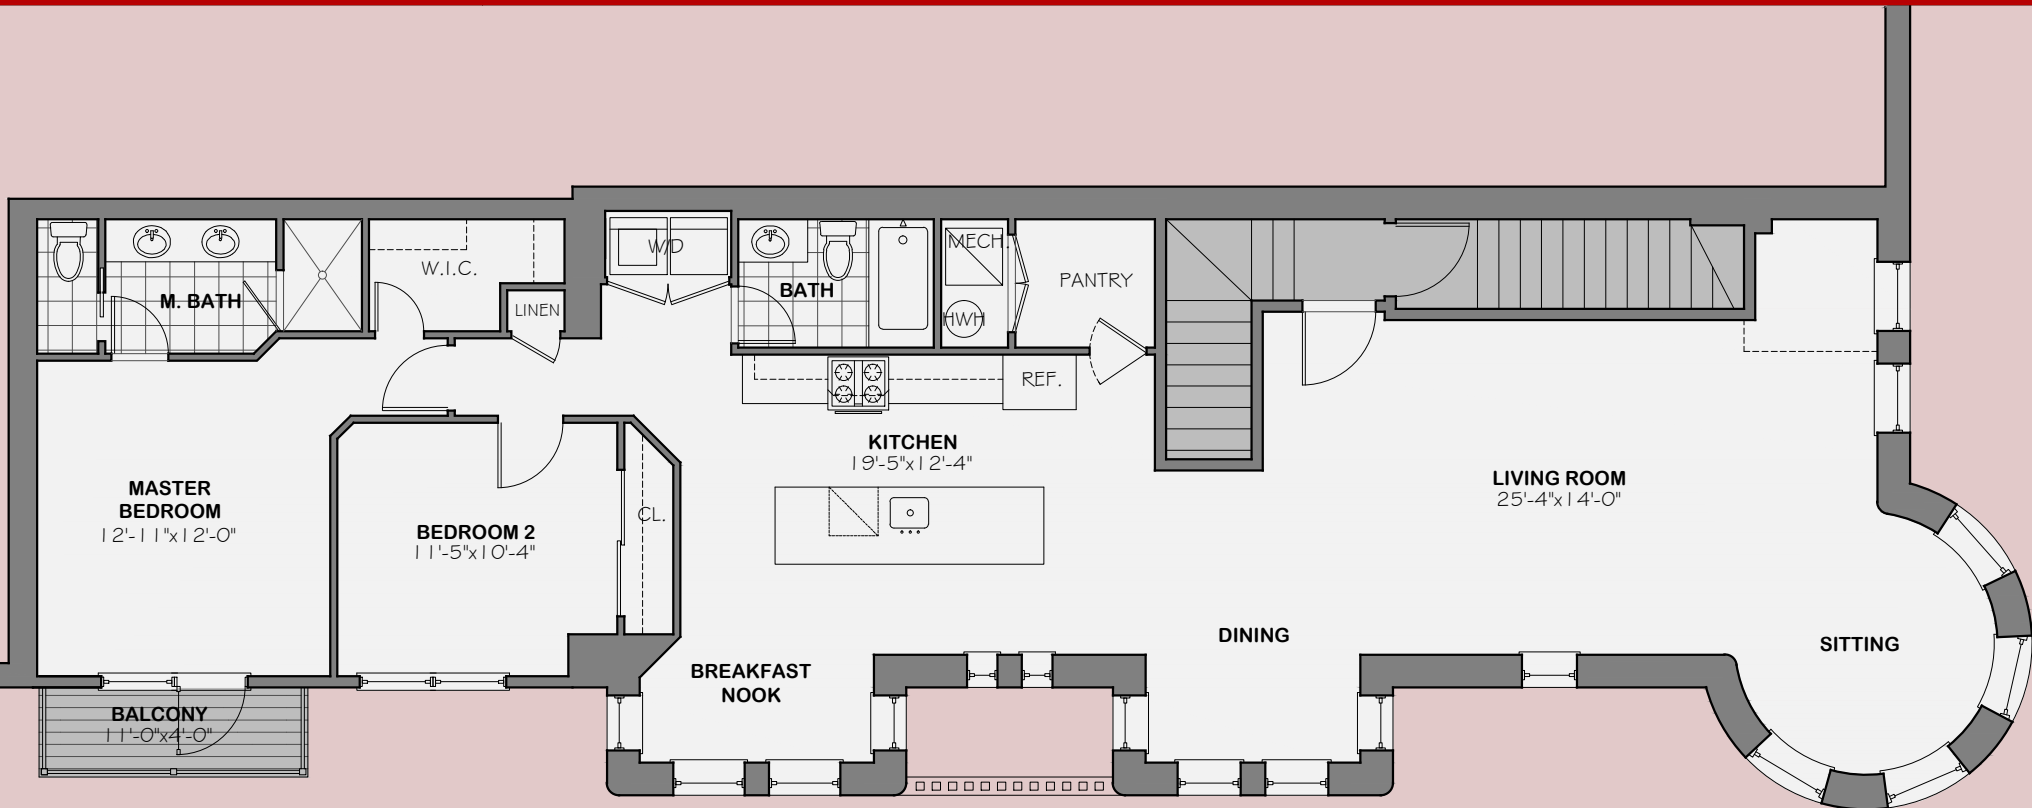 W/D
MECH.
W.I.C.
PANTRY
BATH
M. BATH
LINEN
HWH
REF.
KITCHEN
19'-5"x12'-4"
LIVING ROOM
25'-4"x14'-0"
MASTER
BEDROOM
12'-11"x12'-0"
CL.
BEDROOM 2
11'-5"x10'-4"
DINING
SITTING
BREAKFAST
NOOK
BALCONY
11'-0"x4'-0"